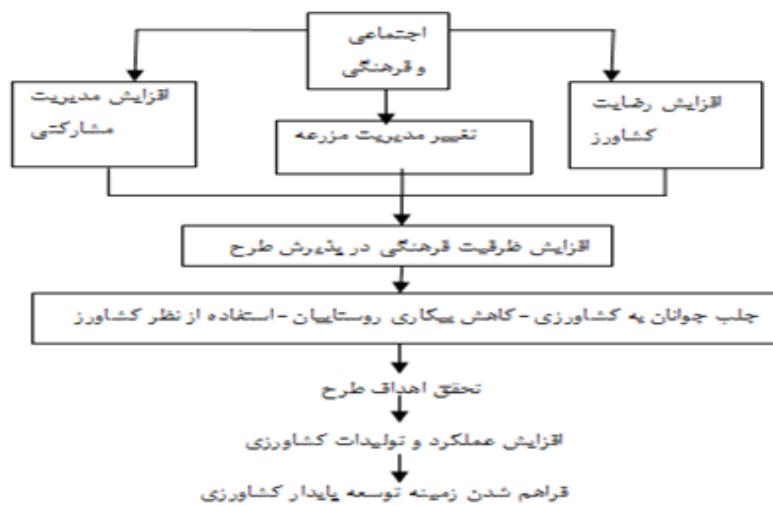 اجتماعی
و فرهنگی
افزایش رضایت
کشاورز
تغییر مدیریت مزرعه
افزایش مدیریت
مشارکتی
افزایش ظرفیت فرهنگی در پذیرش طرح
جلب جوانان به کشاورزی -کاهش بیکاری روستاییان -استفاده از نظر کشاورز
تحقق اهداف طرح
افزایش عملکرد و تولیدات کشاورزی
فراهم شدن زمینه توسعه پایدار کشاورزی